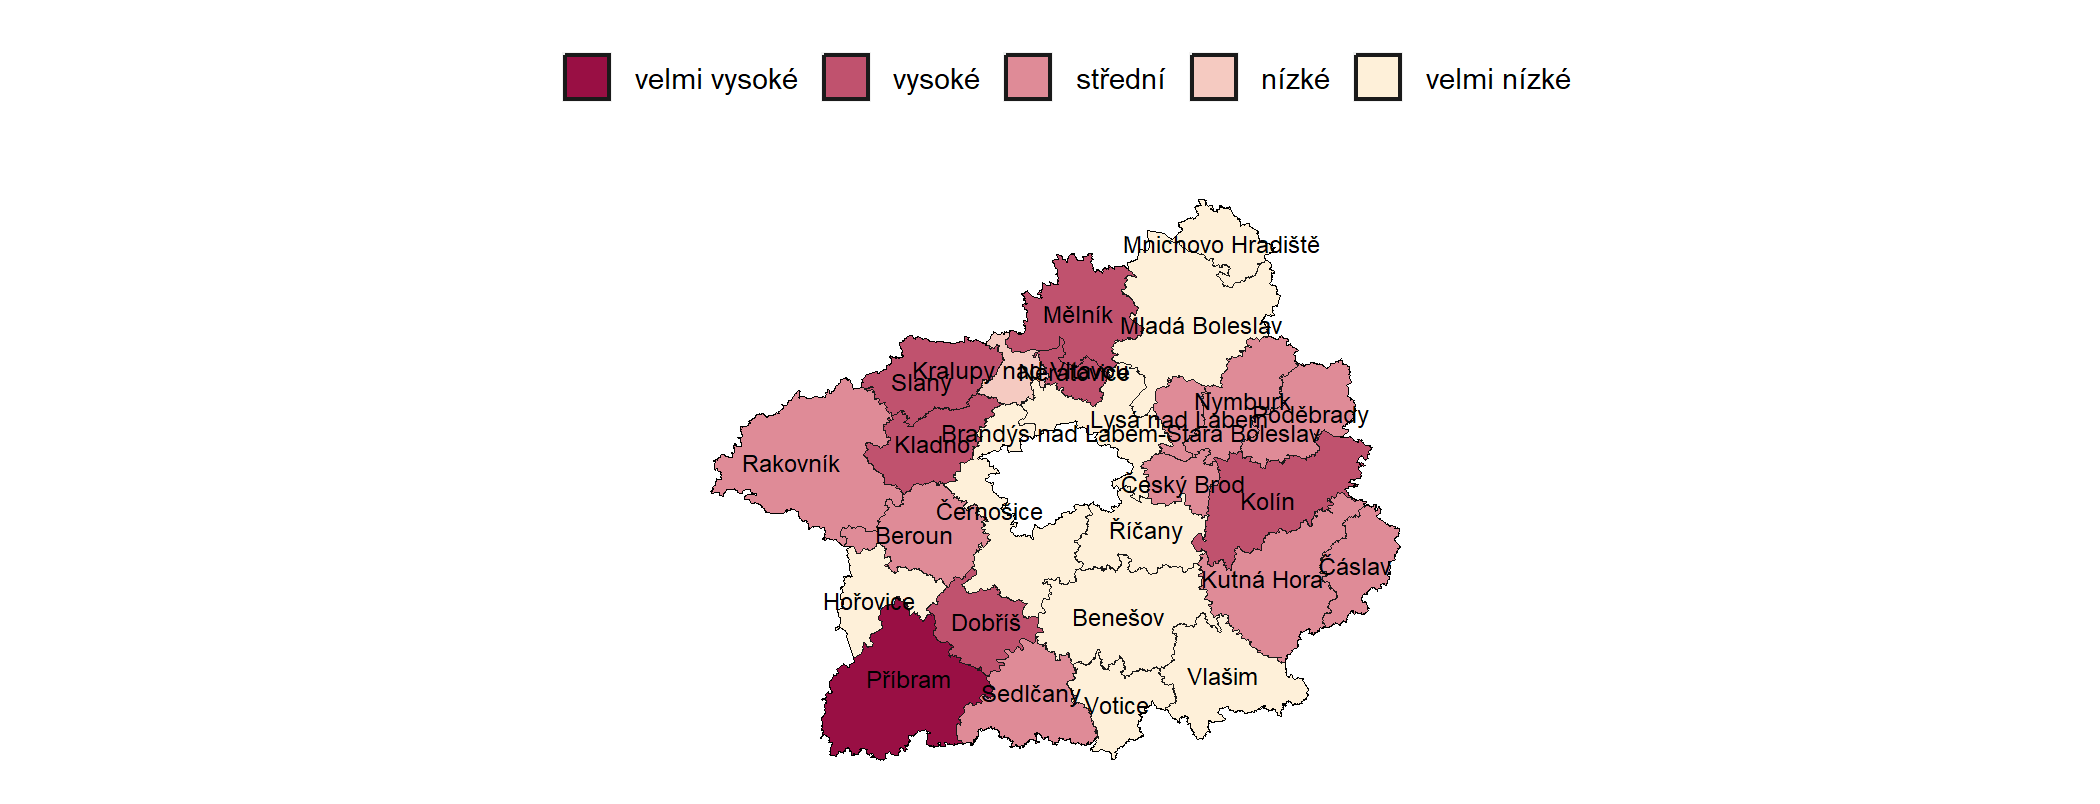 velmi vysoké vysoké střední nízké velmi nízké
Mnichovo Hradiště
Mělník
Mladá Boleslav
Kralupy nad Vltavou
Neratovice
Slaný
Nymburk
Poděbrady
Lysá nad Labem
Brandýs nad Labem-Stará Boleslav
Kladno
Rakovník
Český Brod
Kolín
Černošice
Říčany
Beroun
Čáslav
Kutná Hora
Hořovice
Benešov
Dobříš
Vlašim
Příbram
Sedlčany
Votice